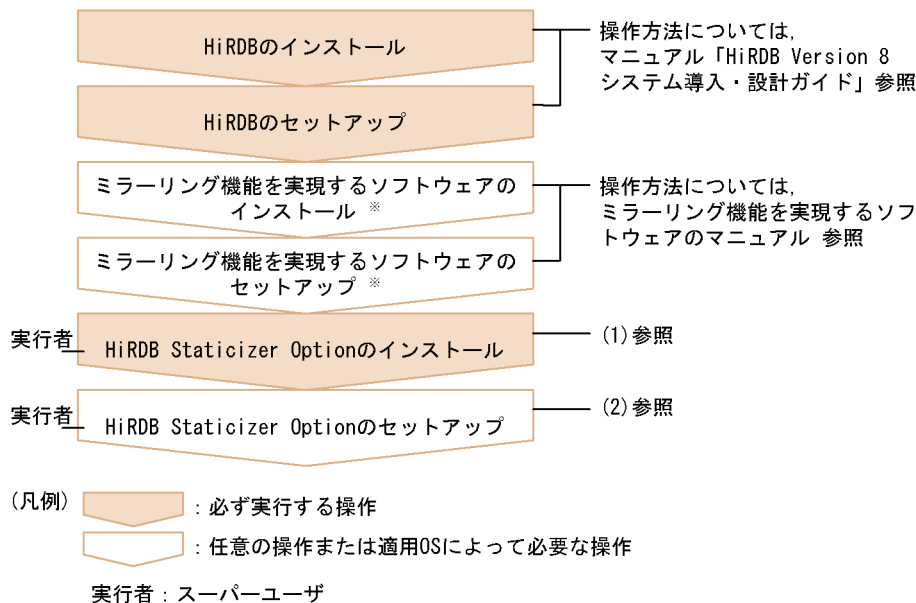 HiRDBのインストール
操作方法については,
マニュアル「HiRDB Version 8
システム導入・設計ガイド」参照
HiRDBのセットアップ
ミラーリング機能を実現するソフトウェアの
インストール ※
操作方法については,
ミラーリング機能を実現するソフ
トウェアのマニュアル 参照
ミラーリング機能を実現するソフトウェアの
セットアップ ※
実行者
HiRDB Staticizer Optionのインストール
(1)参照
実行者
HiRDB Staticizer Optionのセットアップ
(2)参照
(凡例)
：必ず実行する操作
：任意の操作または適用OSによって必要な操作
実行者：スーパーユーザ